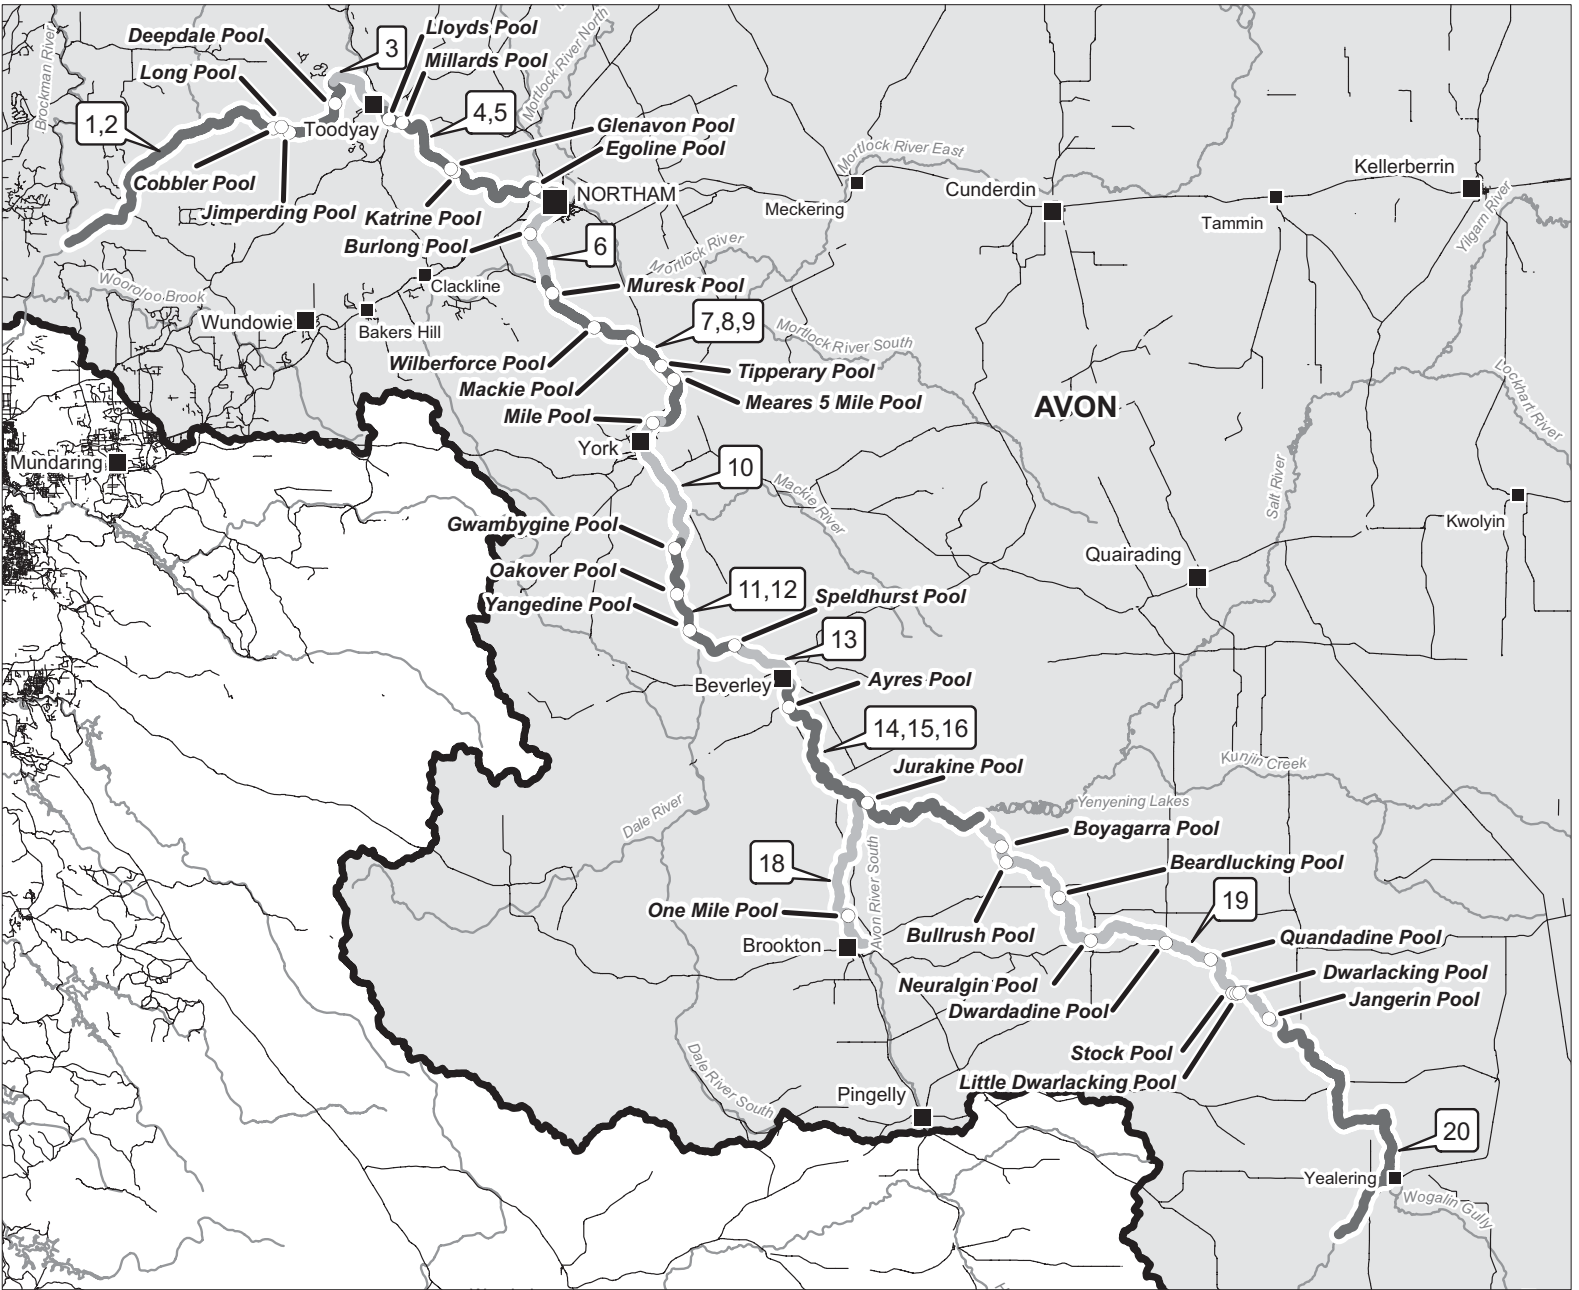 Brockman River
Deepdale Pool
3
Lloyds Pool
Mortlock River North
Long Pool
Millards Pool
1,2
Toodyay
4,5
Glenavon Pool
Egoline Pool
Mortlock River East
Kellerberrin
Cobbler Pool
Jimperding Pool
Katrine Pool
NORTHAM
Meckering
Cunderdin
Tammin
Yilgarn River
Burlong Pool
6
Mortlock River
Wooroloo Brook
Clackline
Muresk Pool
Wundowie
Bakers Hill
7,8,9
Mortlock River South
Wilberforce Pool
Tipperary Pool
Mackie Pool
Meares 5 Mile Pool
AVON
Lockhart River
Mile Pool
York
Mundaring
10
Mackie River
Salt River
Kwolyin
Gwambygine Pool
Quairading
Oakover Pool
11,12
Speldhurst Pool
Yangedine Pool
13
Beverley
Ayres Pool
14,15,16
Jurakine Pool
Kunjin Creek
Dale River
Yenyening Lakes
Boyagarra Pool
18
Avon River South
Beardlucking Pool
One Mile Pool
19
Brookton
Bullrush Pool
Quandadine Pool
Neuralgin Pool
Dwarlacking Pool
Dwardadine Pool
Jangerin Pool
Stock Pool
Little Dwarlacking Pool
Dale River South
Pingelly
20
Yealering
Wogalin Gully